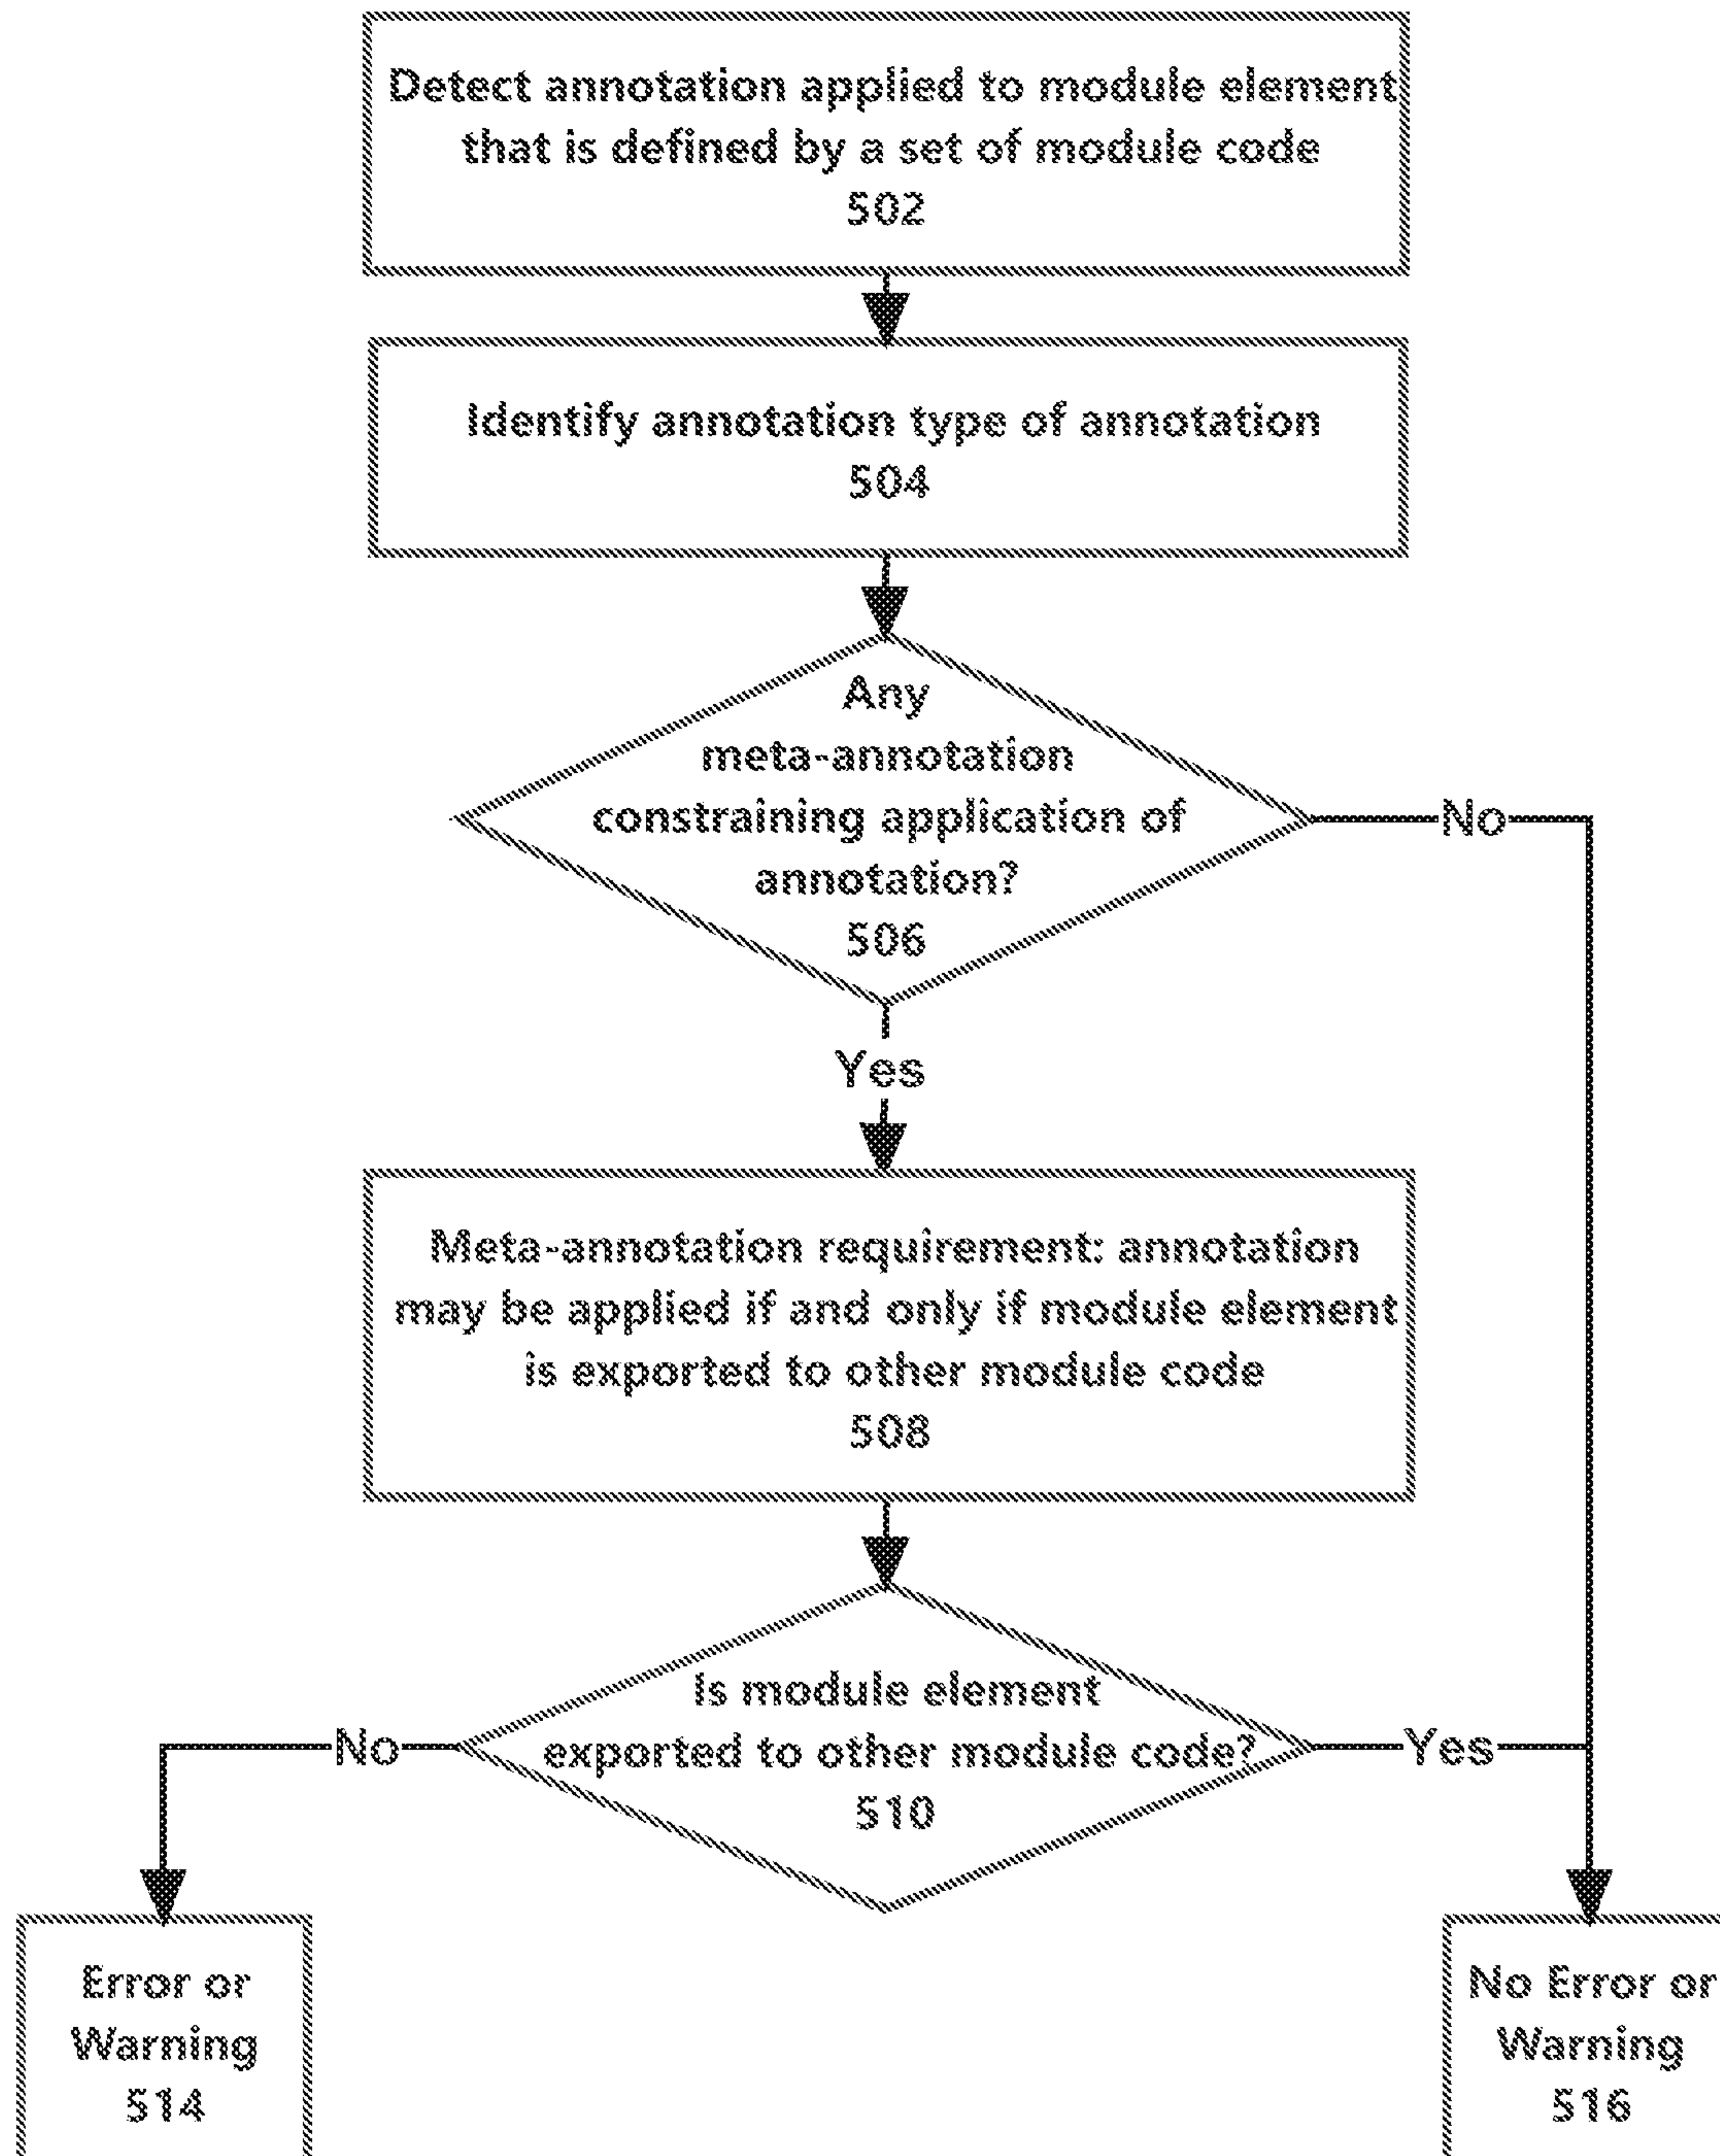 Detect annotation applied to module element
that is defined by a set of module code
502
Identify annotation type of annotation
504
Any
meta-annotation
constraining application of
annotation?
506
No
Yes
Meta-annotation requirement: annotation
may be applied if and only if module element
is exported to other module code
508
Is module element
exported to other module code?
510
No
Yes
Error or
Warning
514
No Error or
Warning
516